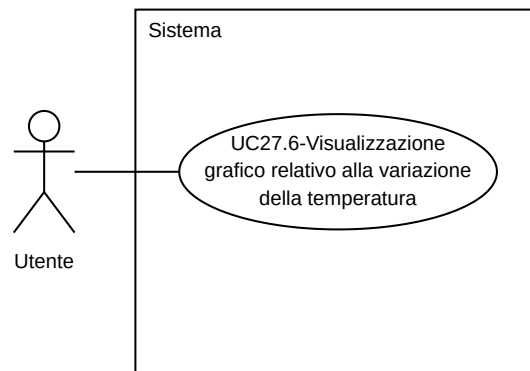 Sistema
UC27.6-Visualizzazione
grafico relativo alla variazione
della temperatura
Utente